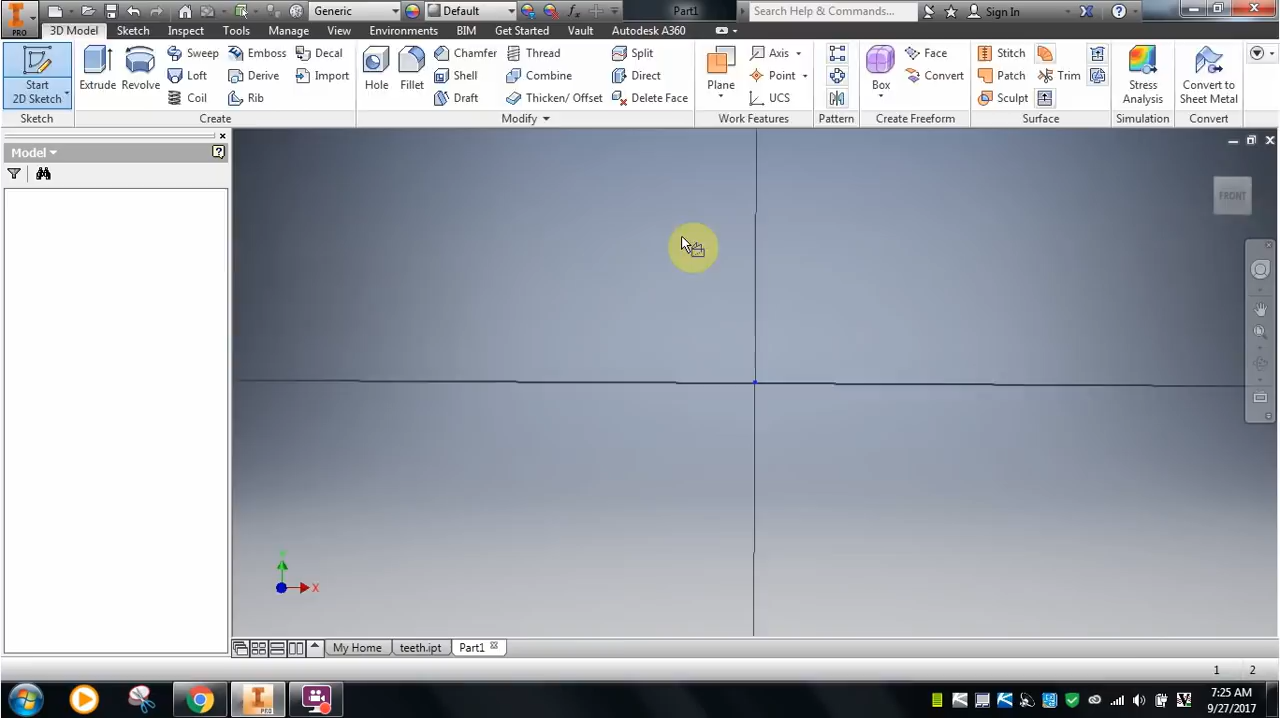 Generic
Default
Part1
Search Help & Commands...
Sign In
PRO
3D Model
Sketch
Inspect
Tools
Manage
View
Environments
BIM
Get Started
Vault
Autodesk A360
Start
2D Sketch
Extrude
Revolve
Sweep
Emboss
Decal
Loft
Derive
Import
Coil
Rib
Hole
Fillet
Chamfer
Thread
Split
Shell
Combine
Direct
Draft
Thicken/ Offset
Delete Face
Plane
Axis
Point
UCS
Box
Face
Convert
Stitch
Patch
Trim
Sculpt
Stress
Analysis
Convert to
Sheet Metal
Sketch
Create
Modify
Work Features
Pattern
Create Freeform
Surface
Simulation
Convert
Model
FRONT
X
My Home
teeth.ipt
Part1
1
2
PRO
7:25 AM
9/27/2017